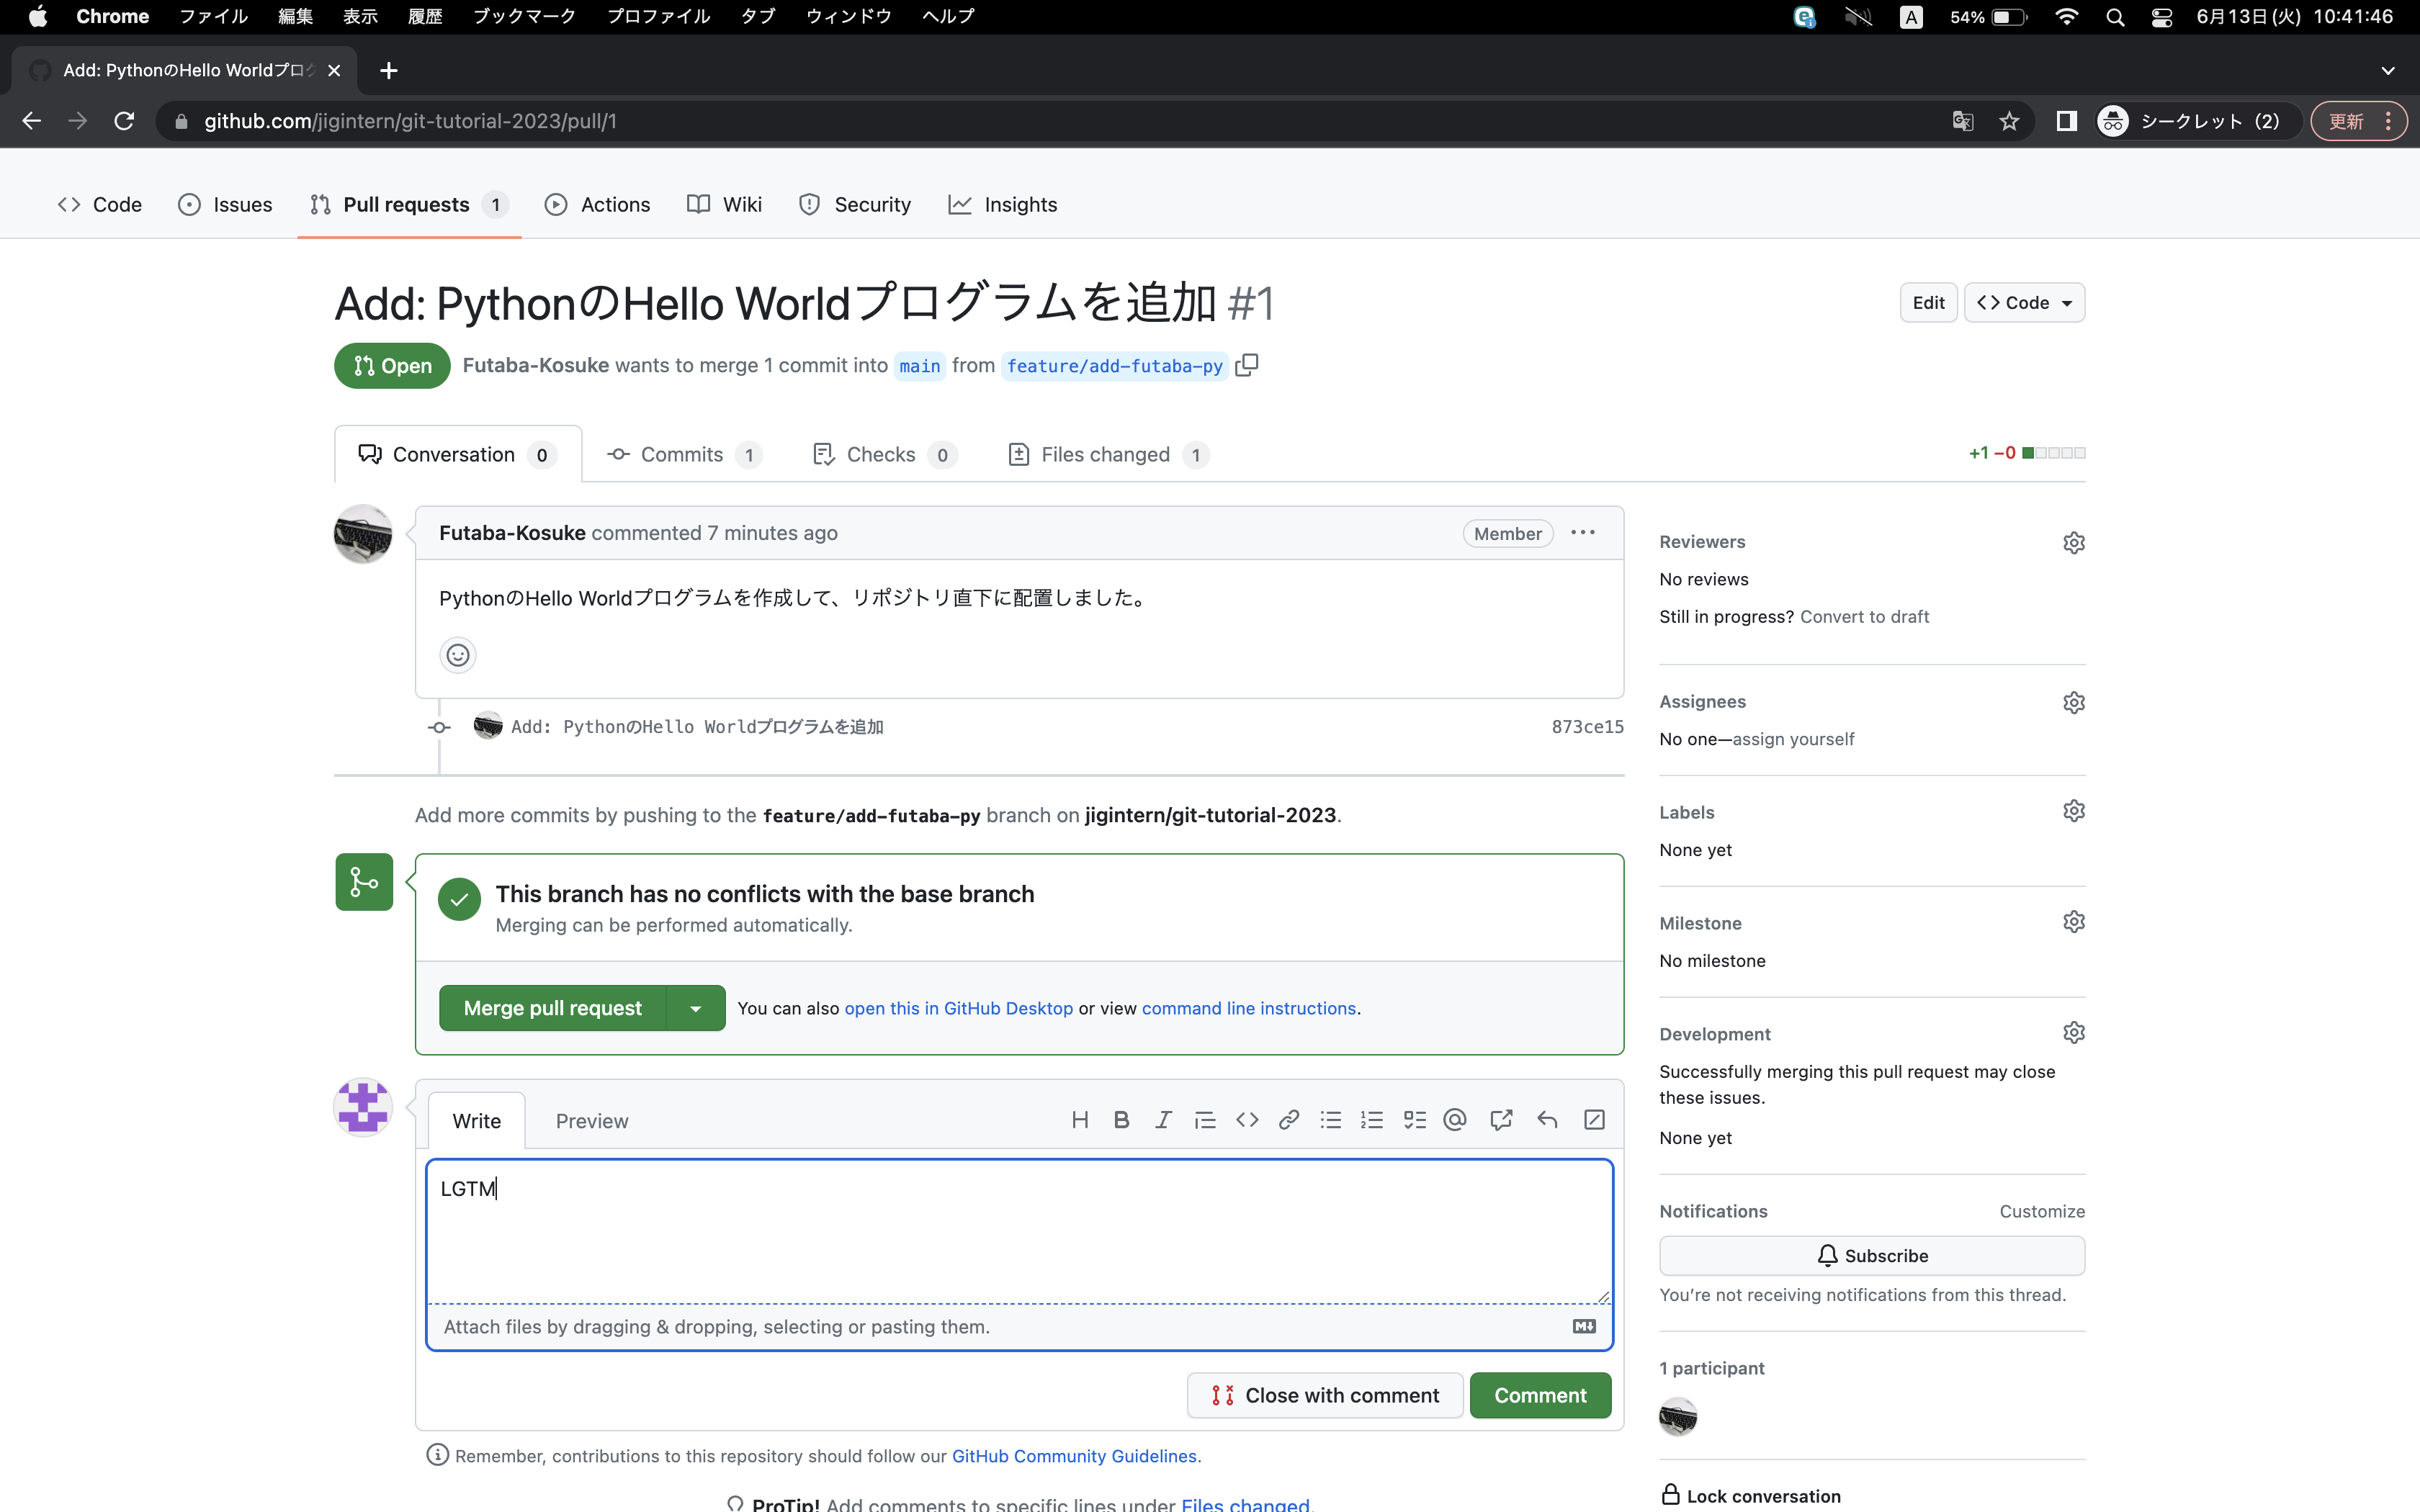 Chrome ファイル 編集 表示 履歴 ブックマーク プロファイル タブ ウィンドウ ヘルプ A 54% 6月13日(火) 10:41:46
Add: PythonのHello Worldプロ
github.com/jigintern/git-tutorial-2023/pull/1 シークレット (2) 更新
Code Issues Pull requests 1 Actions Wiki Security Insights
Add: PythonのHello Worldプログラムを追加 #1 Edit Code
Open Futaba-Kosuke wants to merge 1 commit into main from feature/add-futaba-py
Conversation 0 Commits 1 Checks 0 Files changed 1 +1 −0
Futaba-Kosuke commented 7 minutes ago Member
PythonのHello Worldプログラムを作成して、リポジトリ直下に配置しました。
Add: PythonのHello Worldプログラムを追加 873ce15
Add more commits by pushing to the feature/add-futaba-py branch on jigintern/git-tutorial-2023.
This branch has no conflicts with the base branch
Merging can be performed automatically.
Merge pull request You can also open this in GitHub Desktop or view command line instructions.
Write Preview
LGTM
Attach files by dragging & dropping, selecting or pasting them.
Close with comment Comment
Remember, contributions to this repository should follow our GitHub Community Guidelines.
ProTip! Add comments to specific lines under Files changed.
Reviewers
No reviews
Still in progress? Convert to draft
Assignees
No one—assign yourself
Labels
None yet
Milestone
No milestone
Development
Successfully merging this pull request may close
these issues.
None yet
Notifications Customize
Subscribe
You're not receiving notifications from this thread.
1 participant
Lock conversation